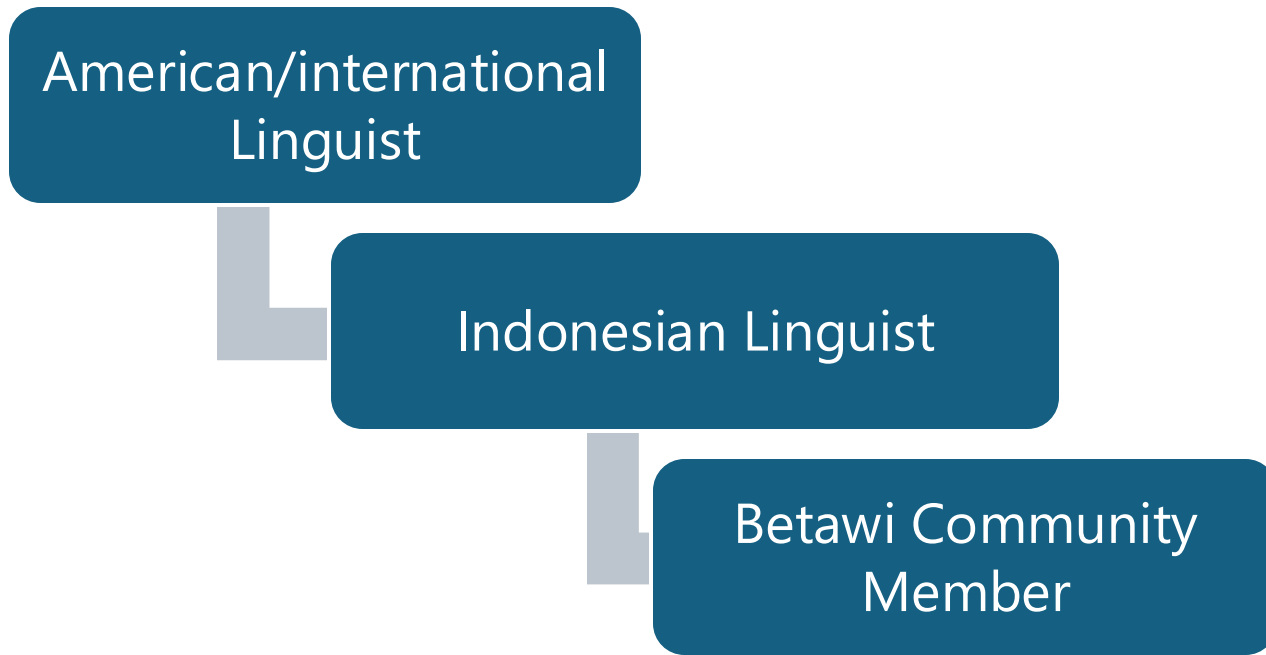 American/international
Linguist
Indonesian Linguist
Betawi Community
Member